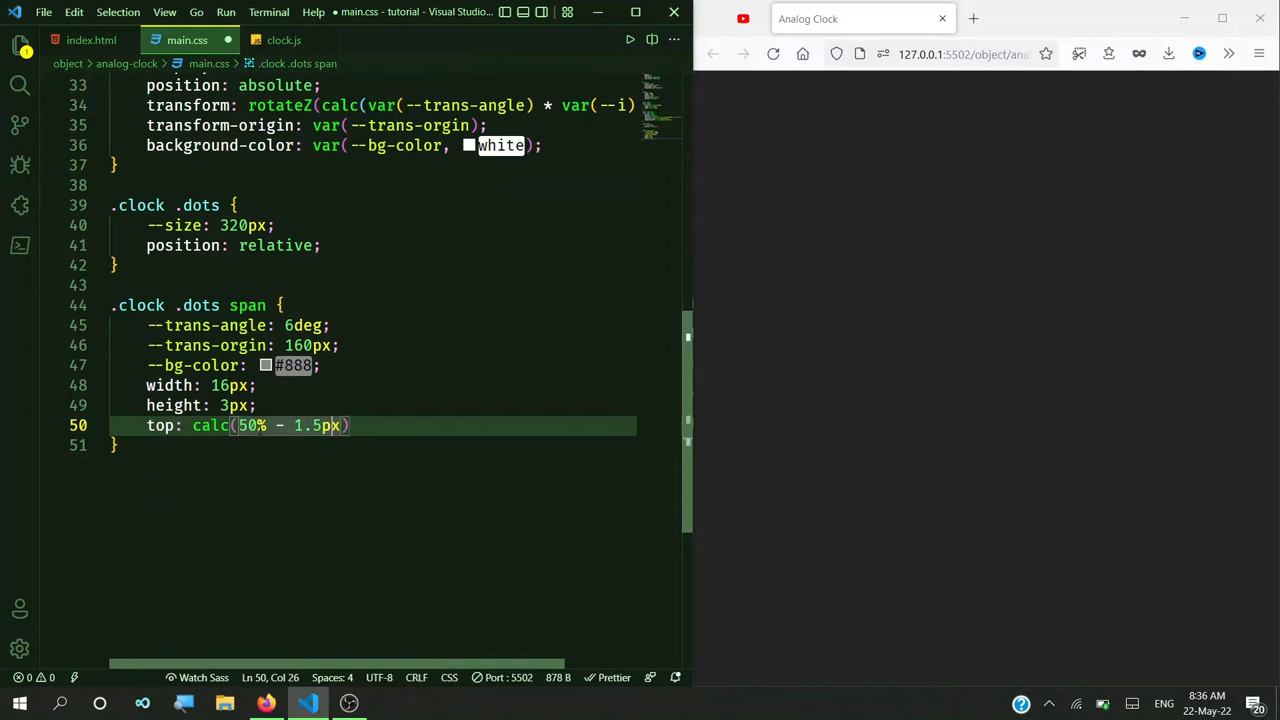 File Edit Selection View Go Run Terminal Help ● main.css - tutorial - Visual Studio...
Analog Clock
index.html main.css clock.js
object > analog-clock > main.css > .clock .dots span
127.0.0.1:5502/object/ana
33 position: absolute;
34 transform: rotateZ(calc(var(--trans-angle) * var(--i)
35 transform-origin: var(--trans-orgin);
36 background-color: var(--bg-color, white);
37 }
38
39 .clock .dots {
40 --size: 320px;
41 position: relative;
42 }
43
44 .clock .dots span {
45 --trans-angle: 6deg;
46 --trans-orgin: 160px;
47 --bg-color: #888;
48 width: 16px;
49 height: 3px;
50 top: calc(50% - 1.5px)
51 }
0 0 Watch Sass Ln 50, Col 26 Spaces: 4 UTF-8 CRLF CSS Port : 5502 878 B Prettier
ENG 8:36 AM
22-May-22 20